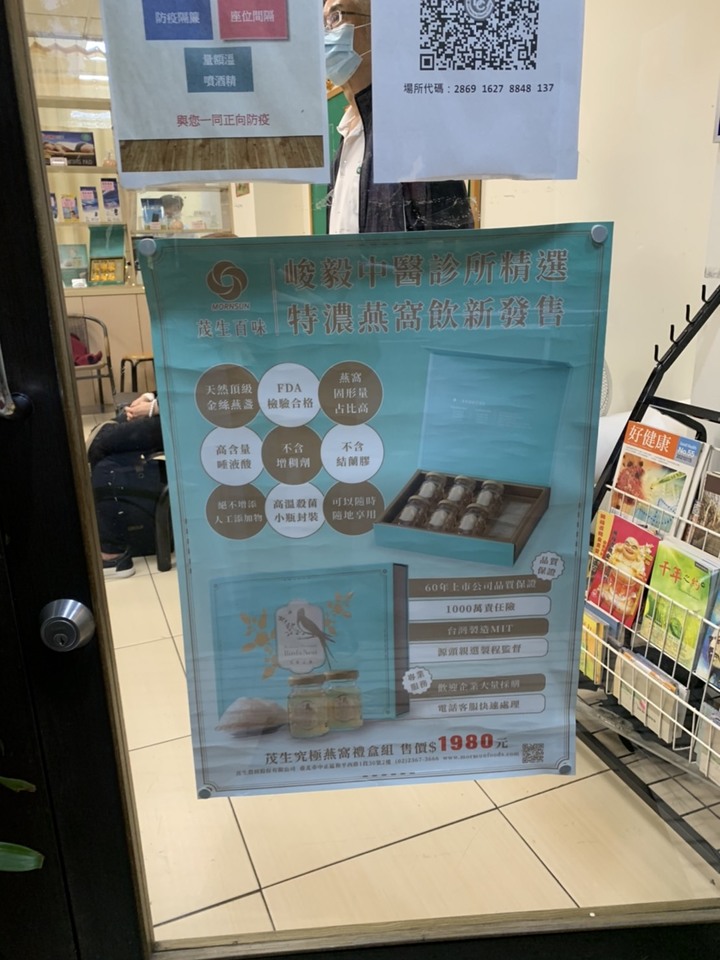 防疫隔簾
座位間隔
量額溫
噴酒精
與您一同正向防疫
場所代碼：2869 1627 8848 137
MORNSUN
茂生百味
峻毅中醫診所精選
特濃燕窩飲新發售
天然頂級
金絲燕盞
FDA
檢驗合格
燕窩
固形量
占比高
高含量
唾液酸
不含
增稠劑
不含
結蘭膠
絕不增添
人工添加物
高溫殺菌
小瓶封裝
可以隨時
隨地享用
品質
保證
60年上市公司品質保證
1000萬責任險
台灣製造MIT
源頭親選製程監督
專業
服務
歡迎企業大量採購
電話客服快速處理
茂生究極燕窩禮盒組 售價$1980元
好健康
No.55
千年之約